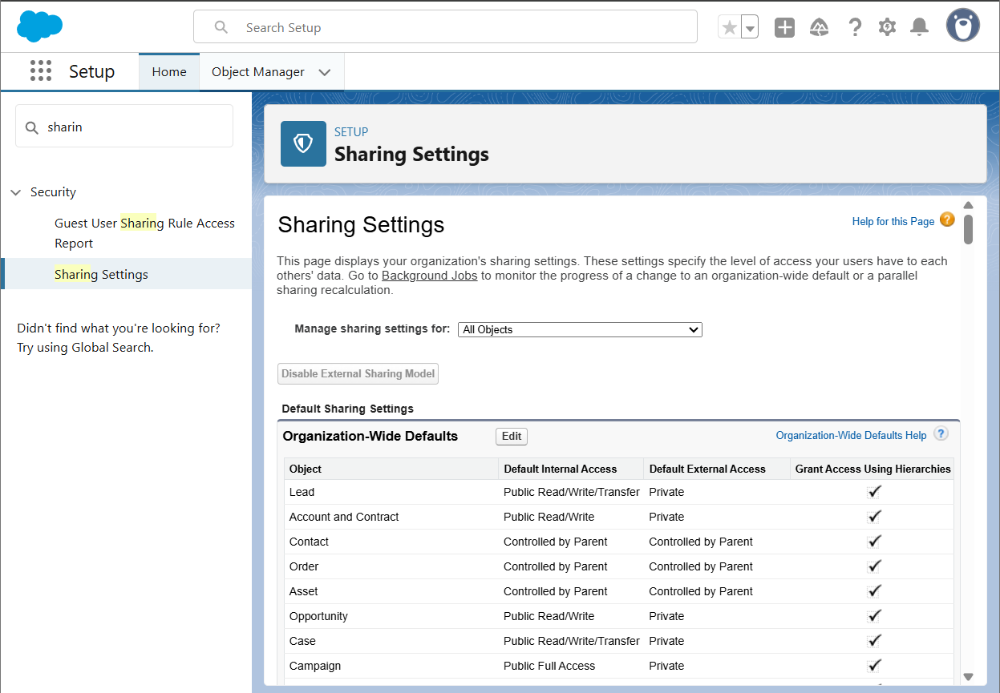 Search Setup
Setup
Home
Object Manager
sharin
Security
Guest User Sharing Rule Access
Report
Sharing Settings
Didn't find what you're looking for?
Try using Global Search.
SETUP
Sharing Settings
Sharing Settings
Help for this Page ?
This page displays your organization's sharing settings. These settings specify the level of access your users have to each
others' data. Go to Background Jobs to monitor the progress of a change to an organization-wide default or a parallel
sharing recalculation.
Manage sharing settings for: All Objects
Disable External Sharing Model
Default Sharing Settings
Organization-Wide Defaults Edit Organization-Wide Defaults Help ?
Object Default Internal Access Default External Access Grant Access Using Hierarchies
Lead Public Read/Write/Transfer Private
Account and Contract Public Read/Write Private
Contact Controlled by Parent Controlled by Parent
Order Controlled by Parent Controlled by Parent
Asset Controlled by Parent Controlled by Parent
Opportunity Public Read/Write Private
Case Public Read/Write/Transfer Private
Campaign Public Full Access Private